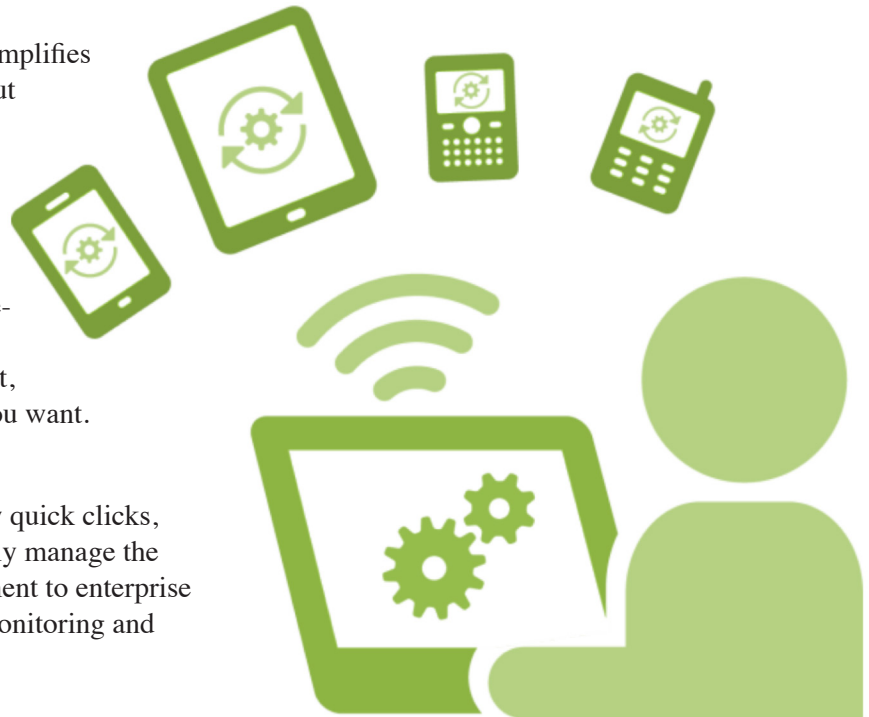 mplifies
ut
-
t,
ou want.
quick clicks,
ly manage the
ent to enterprise
onitoring and